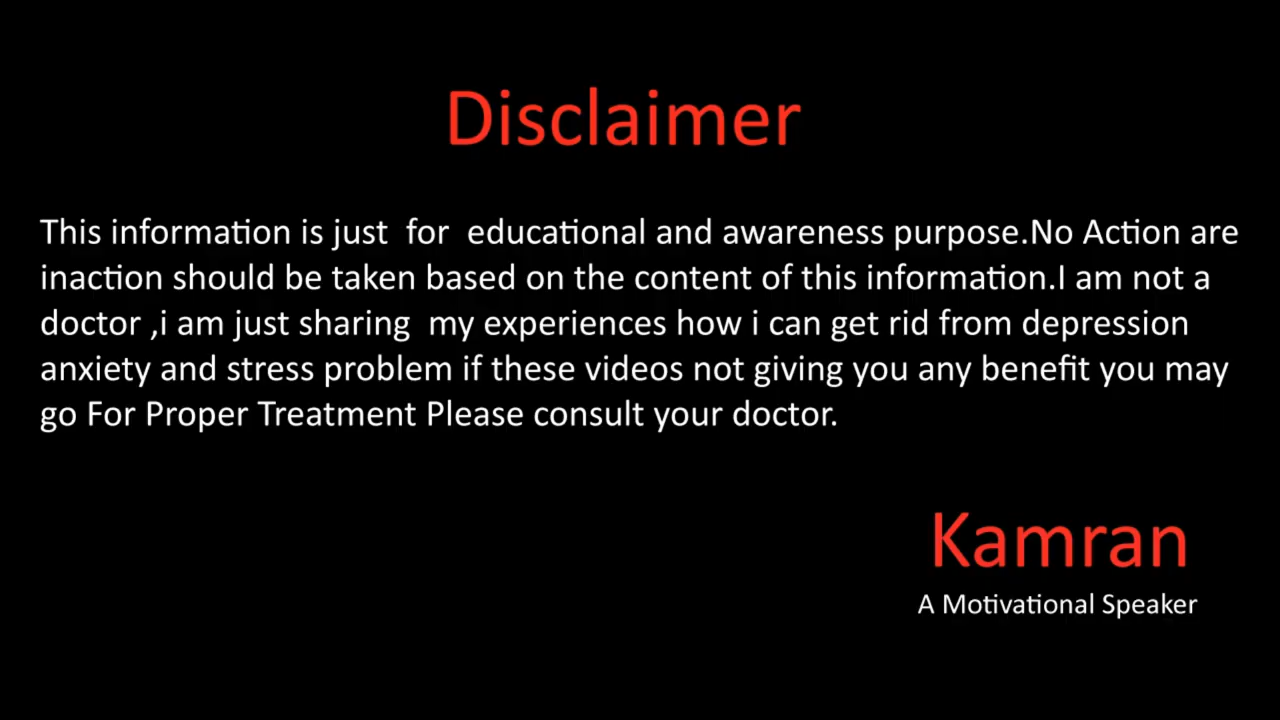 Disclaimer
This information is just  for  educational and awareness purpose.No Action are
inaction should be taken based on the content of this information.I am not a
doctor ,i am just sharing  my experiences how i can get rid from depression
anxiety and stress problem if these videos not giving you any benefit you may
go For Proper Treatment Please consult your doctor.
Kamran
A Motivational Speaker